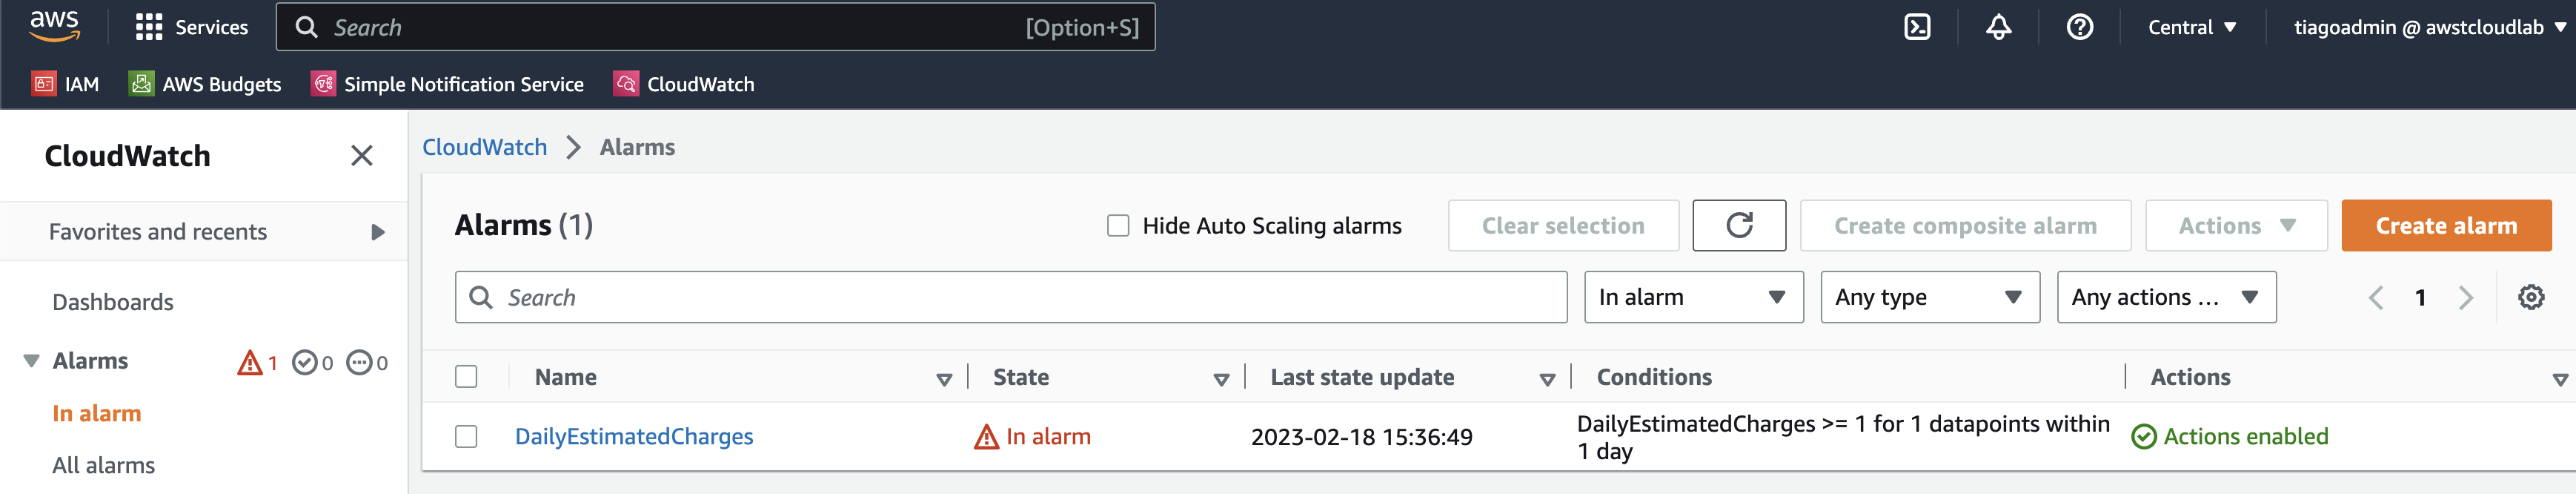 aws
Services
Search
[Option+S]
Central
tiagoadmin @ awstcloudlab
IAM
AWS Budgets
Simple Notification Service
CloudWatch
CloudWatch
Favorites and recents
Dashboards
Alarms
1
0
0
In alarm
All alarms
CloudWatch
Alarms
Alarms (1)
Hide Auto Scaling alarms
Clear selection
Create composite alarm
Actions
Create alarm
Search
In alarm
Any type
Any actions ...
1
Name
State
Last state update
Conditions
Actions
DailyEstimatedCharges
In alarm
2023-02-18 15:36:49
DailyEstimatedCharges >= 1 for 1 datapoints within
1 day
Actions enabled